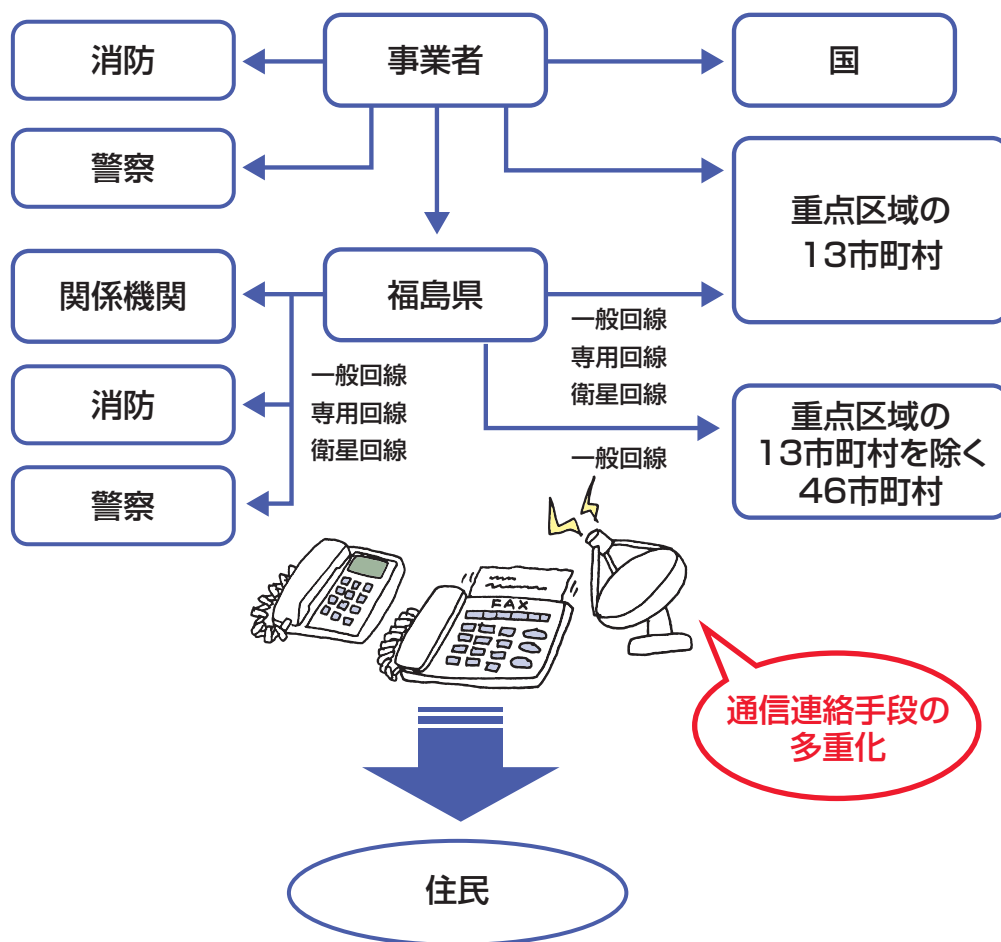 消防
事業者
国
警察
重点区域の
13市町村
関係機関
福島県
一般回線
専用回線
衛星回線
消防
一般回線
専用回線
衛星回線
警察
一般回線
重点区域の
13市町村を除く
46市町村
FAX
通信連絡手段の
多重化
住民